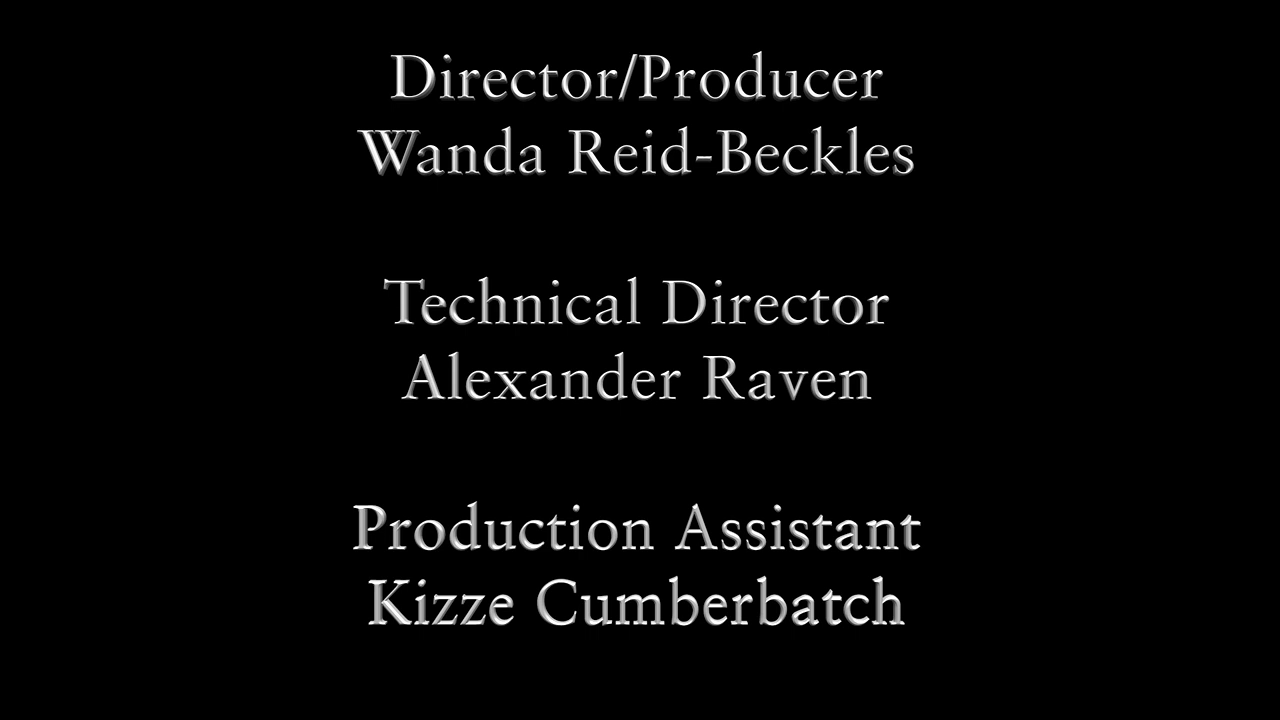 Director/Producer
Wanda Reid-Beckles
Technical Director
Alexander Raven
Production Assistant
Kizze Cumberbatch